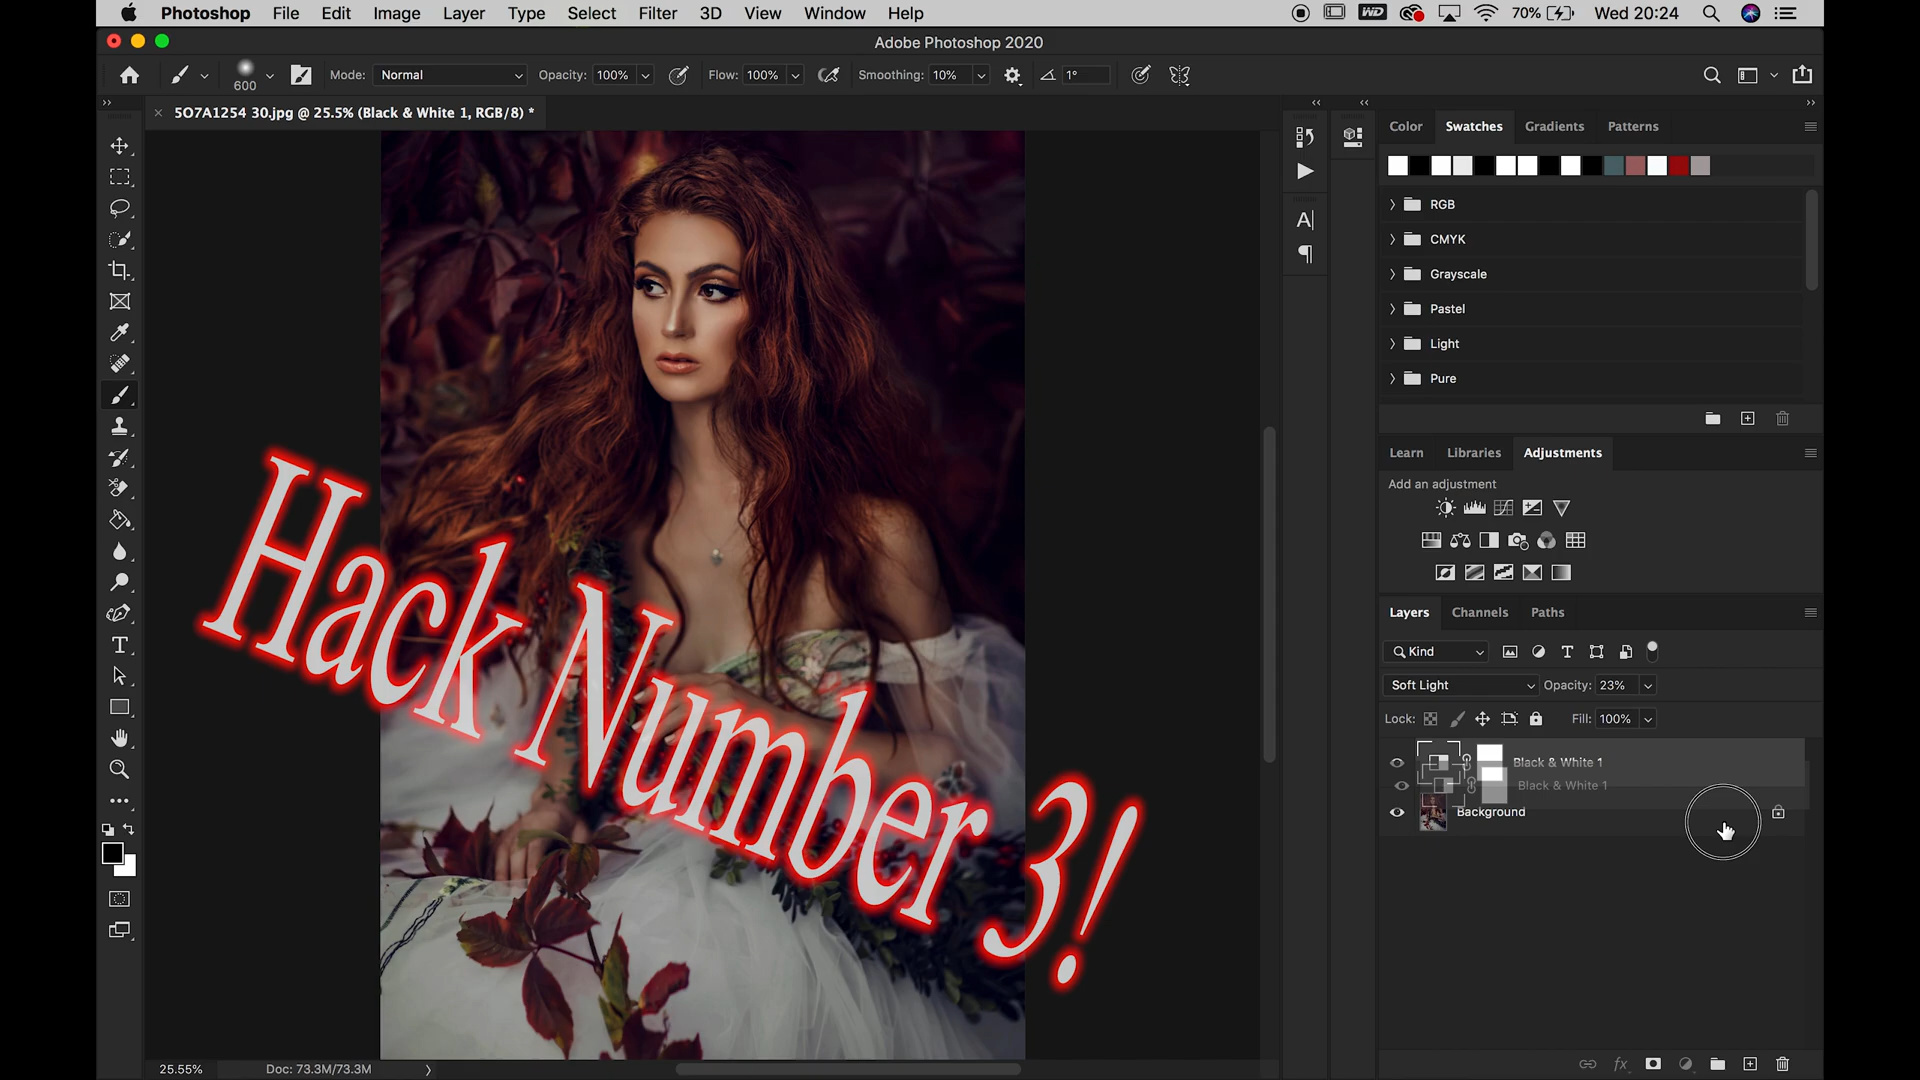 Photoshop File Edit Image Layer Type Select Filter 3D View Window Help WD 70% Wed 20:24
Adobe Photoshop 2020
600 Mode: Normal Opacity: 100% Flow: 100% Smoothing: 10% 1°
5O7A1254 30.jpg @ 25.5% (Black & White 1, RGB/8) *
Color Swatches Gradients Patterns
RGB
CMYK
Grayscale
Pastel
Light
Pure
Learn Libraries Adjustments
Add an adjustment
Layers Channels Paths
Kind
Soft Light Opacity: 23%
Lock: Fill: 100%
Black & White 1
Black & White 1
Background
Hack Number 3!
25.55% Doc: 73.3M/73.3M